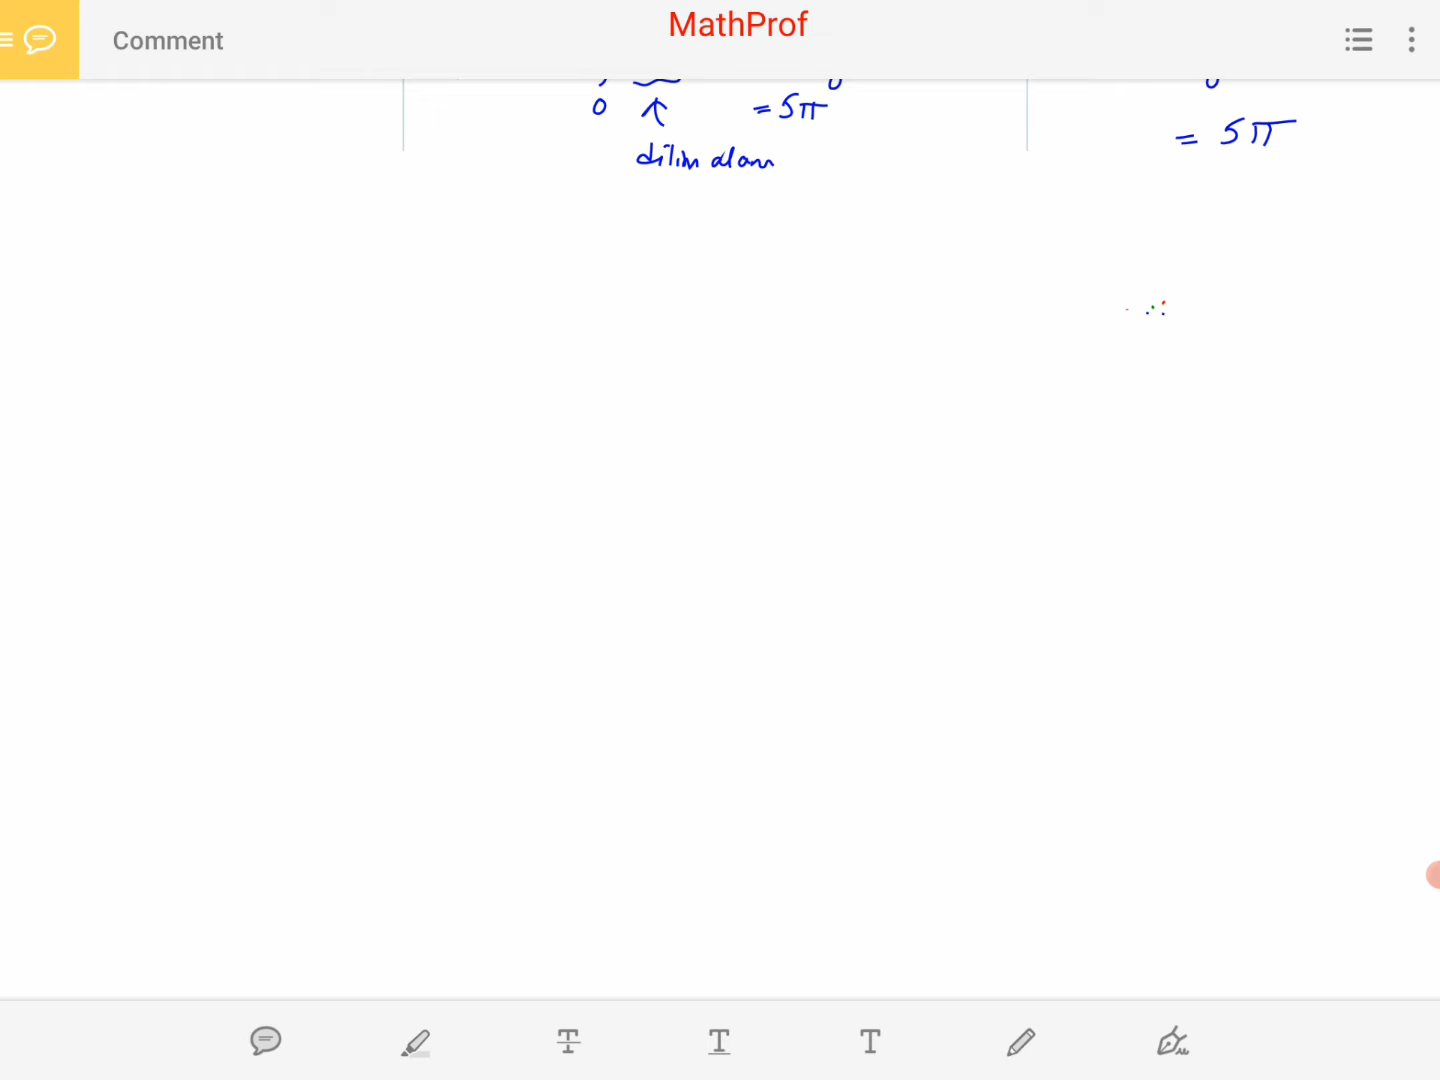 MathProf
Comment
0 = 5π
dilim alanı
= 5π